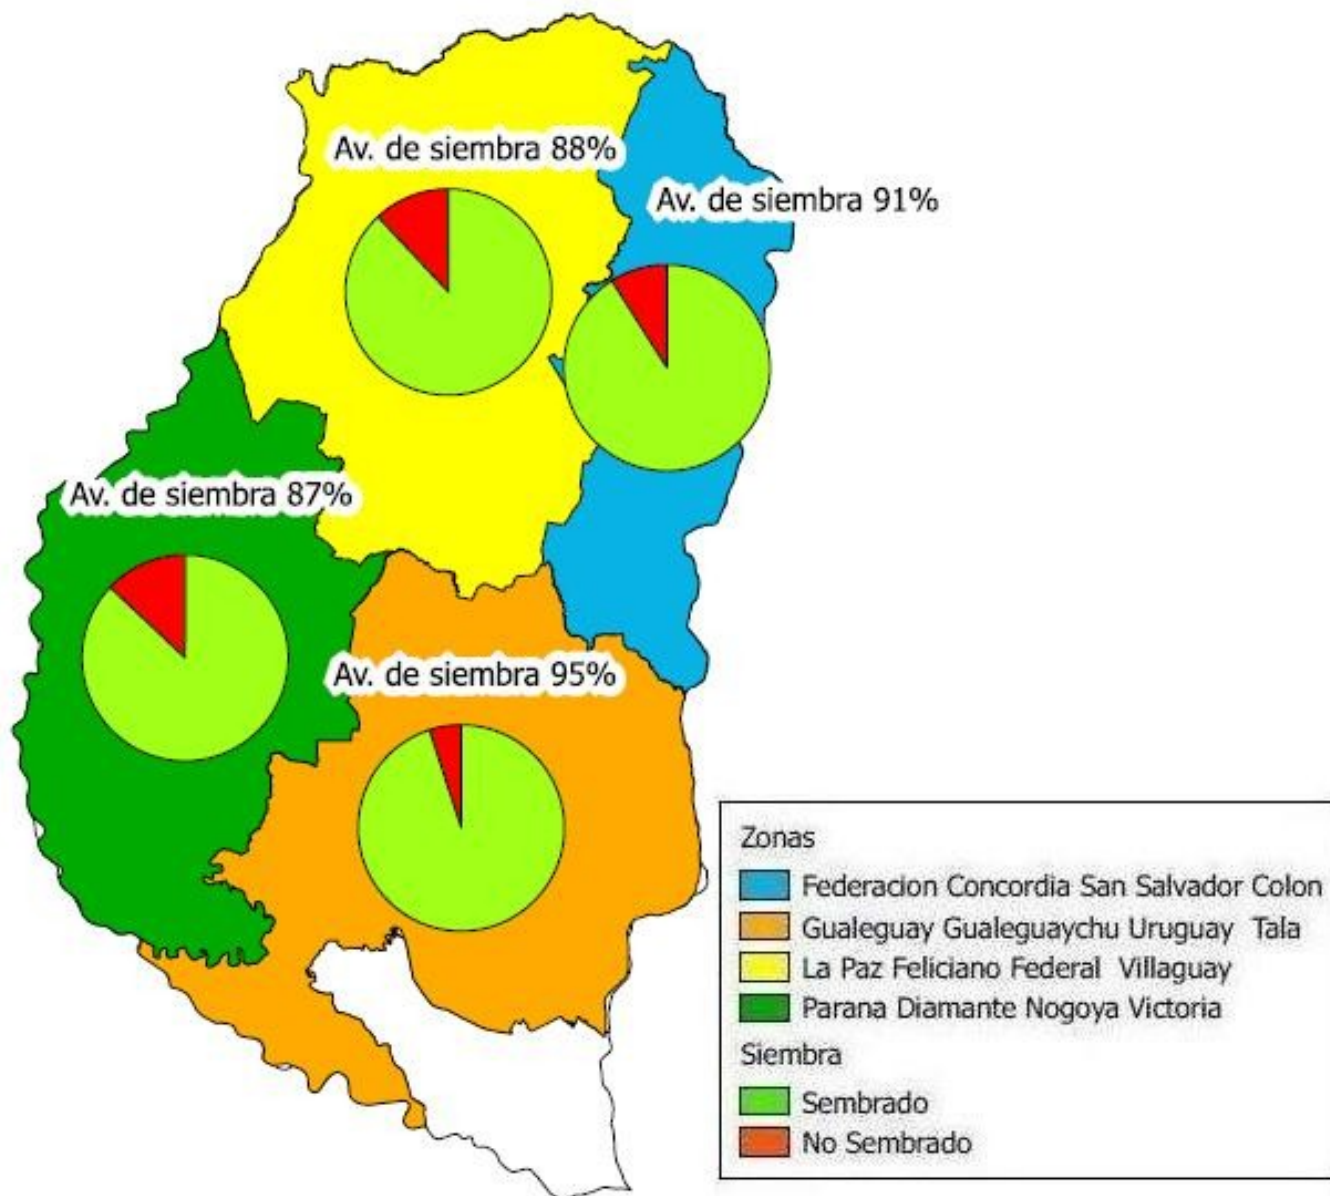 Av. de siembra 88%
Av. de siembra 91%
Av. de siembra 87%
Av. de siembra 95%
Zonas
Federacion Concordia San Salvador Colon
Gualeguay Gualeguaychu Uruguay  Tala
La Paz Feliciano Federal  Villaguay
Parana Diamante Nogoya Victoria
Siembra
Sembrado
No Sembrado